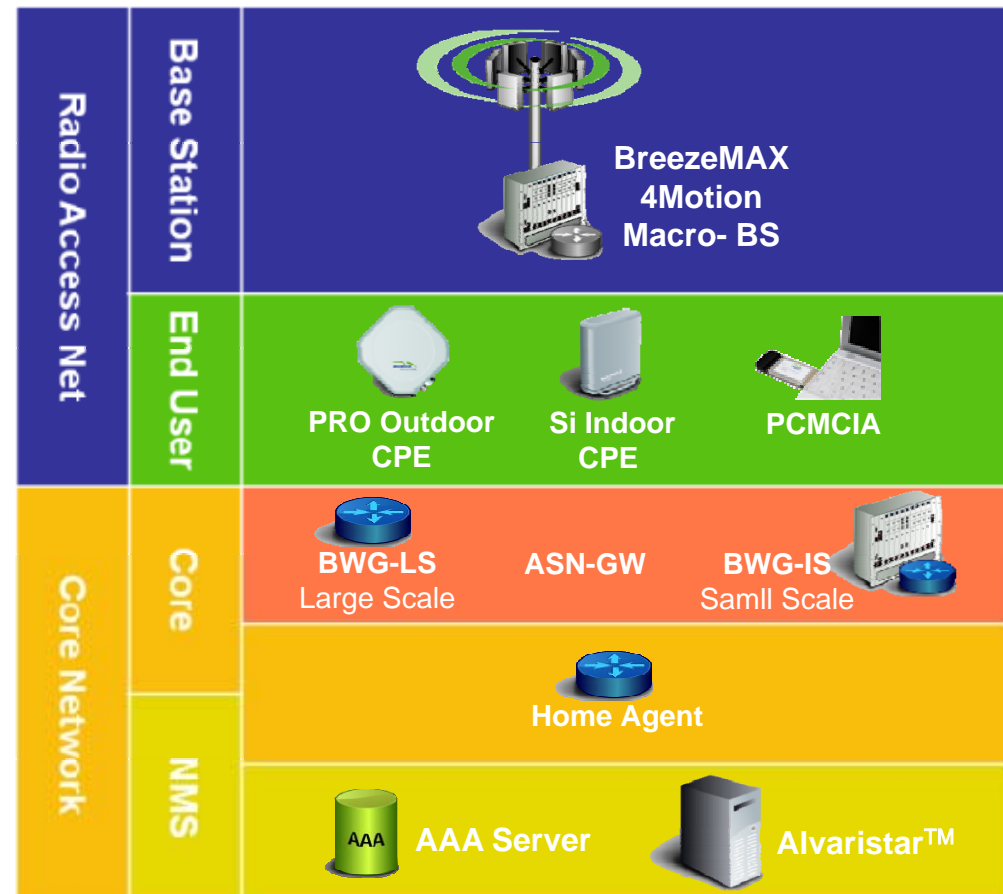 Radio Access Net
Base Station
BreezeMAX
4Motion
Macro- BS
End User
PRO Outdoor
CPE
Si Indoor
CPE
PCMCIA
Core Network
Core
BWG-LS
Large Scale
ASN-GW
BWG-IS
Samll Scale
Home Agent
NMS
AAA
AAA Server
Alvaristar™